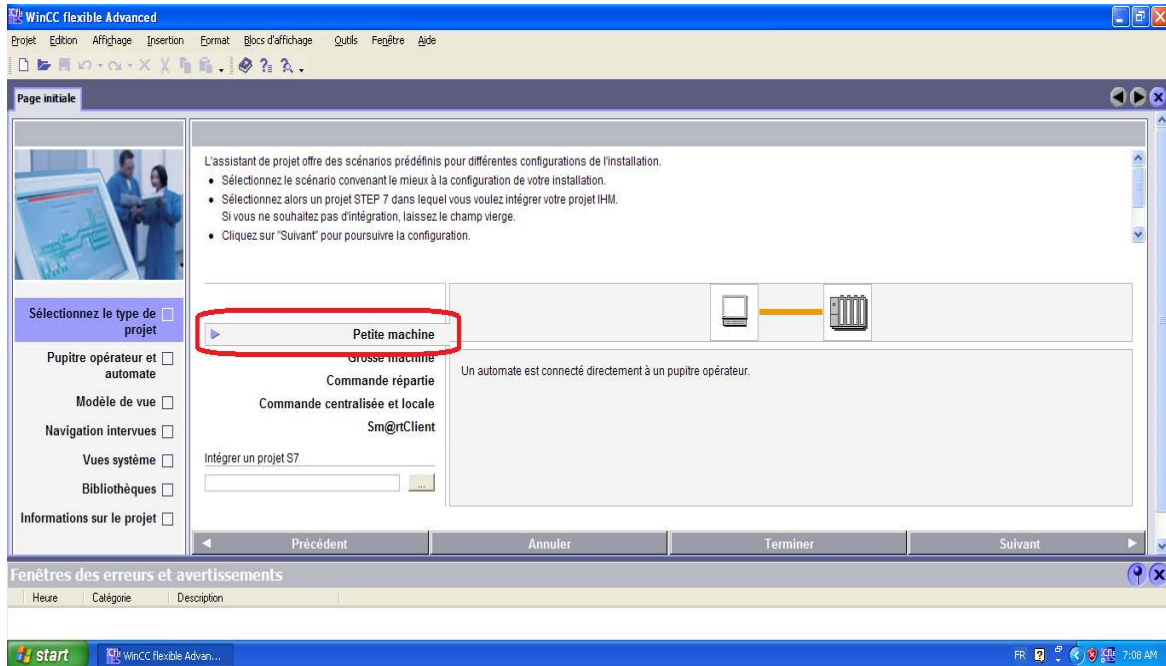 WinCC flexible Advanced
Projet Edition Affichage Insertion Format Blocs d'affichage Outils Fenêtre Aide
Page initiale
L'assistant de projet offre des scénarios prédéfinis pour différentes configurations de l'installation.
• Sélectionnez le scénario convenant le mieux à la configuration de votre installation.
• Sélectionnez alors un projet STEP 7 dans lequel vous voulez intégrer votre projet IHM.
Si vous ne souhaitez pas d'intégration, laissez le champ vierge.
• Cliquez sur "Suivant" pour poursuivre la configuration.
Sélectionnez le type de
projet
Pupitre opérateur et
automate
Modèle de vue
Navigation intervues
Vues système
Bibliothèques
Informations sur le projet
Petite machine
Grosse machine
Commande répartie
Commande centralisée et locale
Sm@rtClient
Intégrer un projet S7
...
Un automate est connecté directement à un pupitre opérateur.
Précédent Annuler Terminer Suivant
Fenêtres des erreurs et avertissements
Heure Catégorie Description
start WinCC flexible Advan... FR 7:08 AM